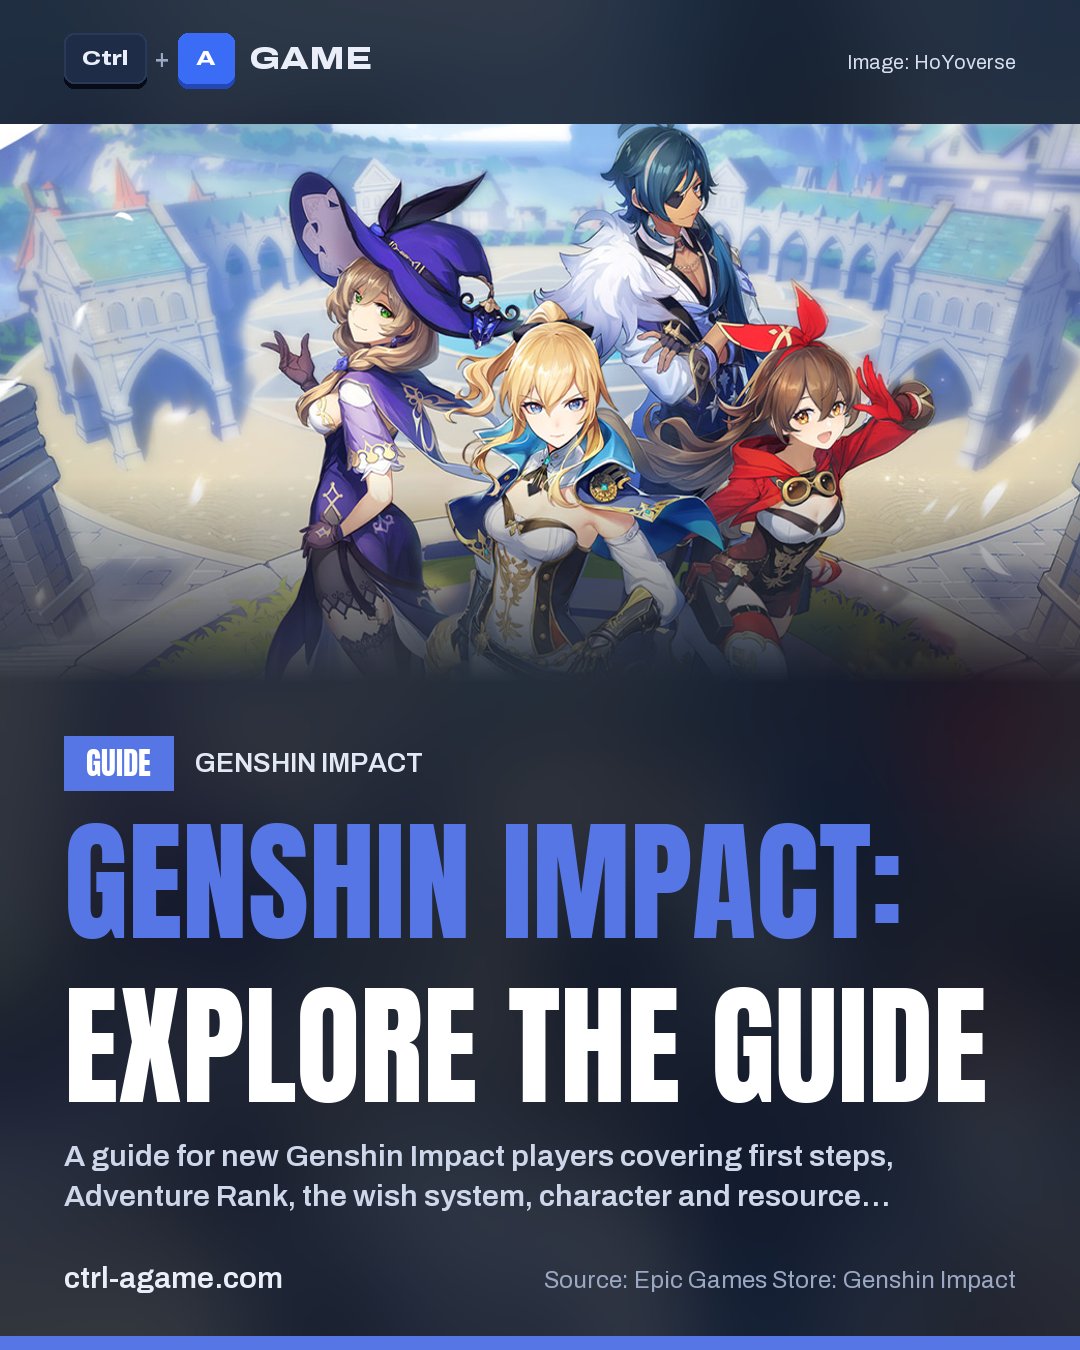 Ctrl + A GAME
Image: HoYoverse
GUIDE GENSHIN IMPACT
GENSHIN IMPACT:
EXPLORE THE GUIDE
A guide for new Genshin Impact players covering first steps,
Adventure Rank, the wish system, character and resource...
ctrl-agame.com
Source: Epic Games Store: Genshin Impact